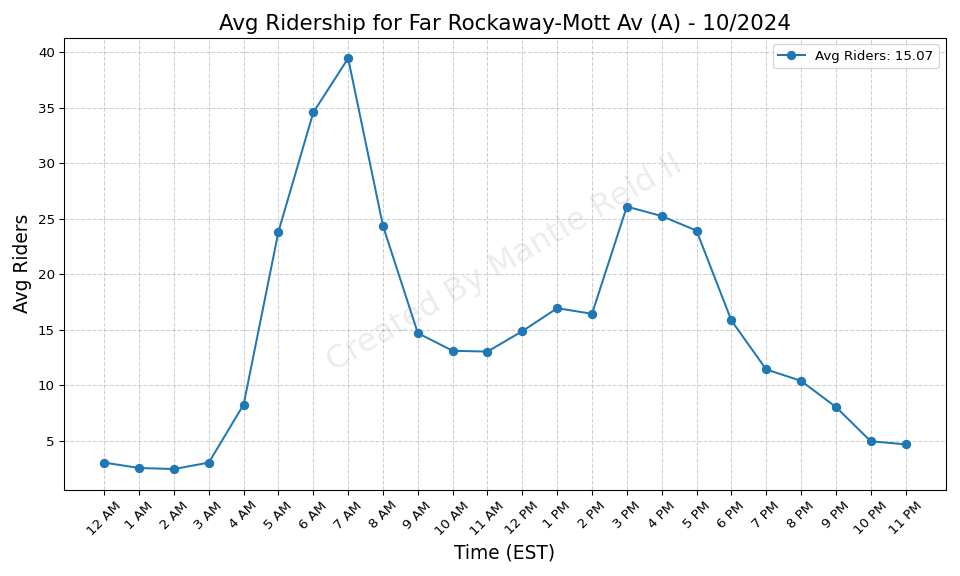 Avg Ridership for Far Rockaway-Mott Av (A) - 10/2024
Avg Riders: 15.07
40
35
30
25
20
15
10
5
Avg Riders
Created By Mantle Reid II
12 AM
1 AM
2 AM
3 AM
4 AM
5 AM
6 AM
7 AM
8 AM
9 AM
10 AM
11 AM
12 PM
1 PM
2 PM
3 PM
4 PM
5 PM
6 PM
7 PM
8 PM
9 PM
10 PM
11 PM
Time (EST)